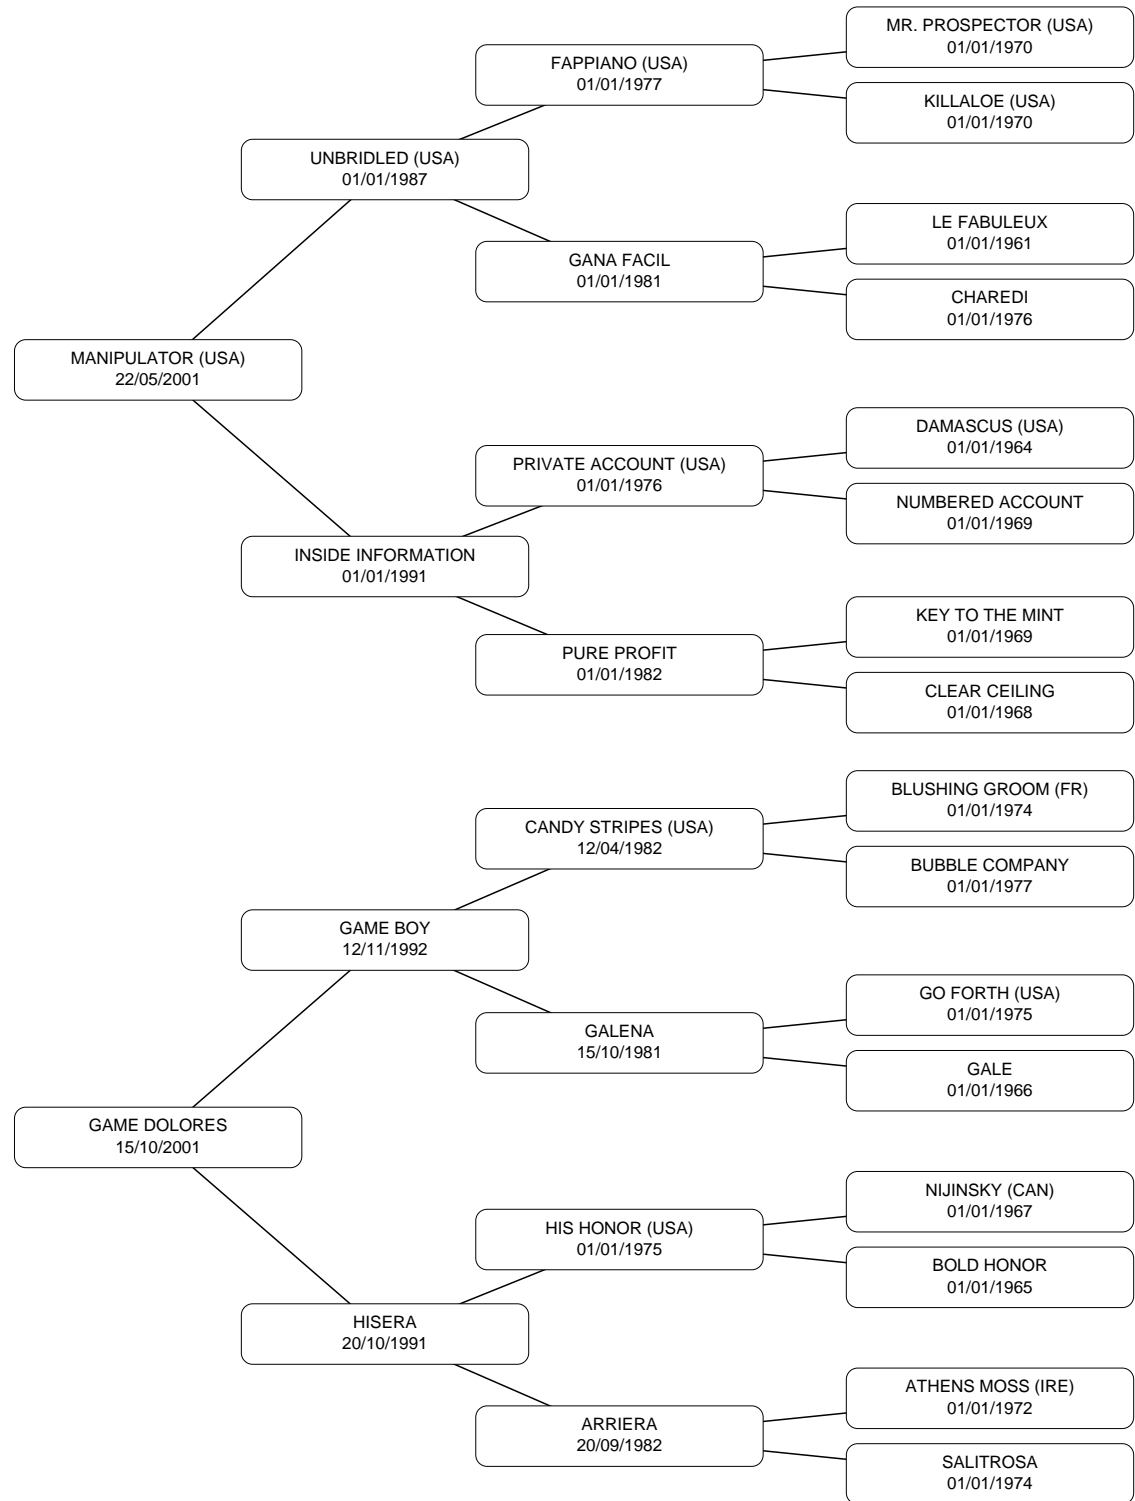 MR. PROSPECTOR (USA)
01/01/1970
FAPPIANO (USA)
01/01/1977
KILLALOE (USA)
01/01/1970
UNBRIDLED (USA)
01/01/1987
LE FABULEUX
01/01/1961
GANA FACIL
01/01/1981
CHAREDI
01/01/1976
MANIPULATOR (USA)
22/05/2001
DAMASCUS (USA)
01/01/1964
PRIVATE ACCOUNT (USA)
01/01/1976
NUMBERED ACCOUNT
01/01/1969
INSIDE INFORMATION
01/01/1991
KEY TO THE MINT
01/01/1969
PURE PROFIT
01/01/1982
CLEAR CEILING
01/01/1968
BLUSHING GROOM (FR)
01/01/1974
CANDY STRIPES (USA)
12/04/1982
BUBBLE COMPANY
01/01/1977
GAME BOY
12/11/1992
GO FORTH (USA)
01/01/1975
GALENA
15/10/1981
GALE
01/01/1966
GAME DOLORES
15/10/2001
NIJINSKY (CAN)
01/01/1967
HIS HONOR (USA)
01/01/1975
BOLD HONOR
01/01/1965
HISERA
20/10/1991
ATHENS MOSS (IRE)
01/01/1972
ARRIERA
20/09/1982
SALITROSA
01/01/1974